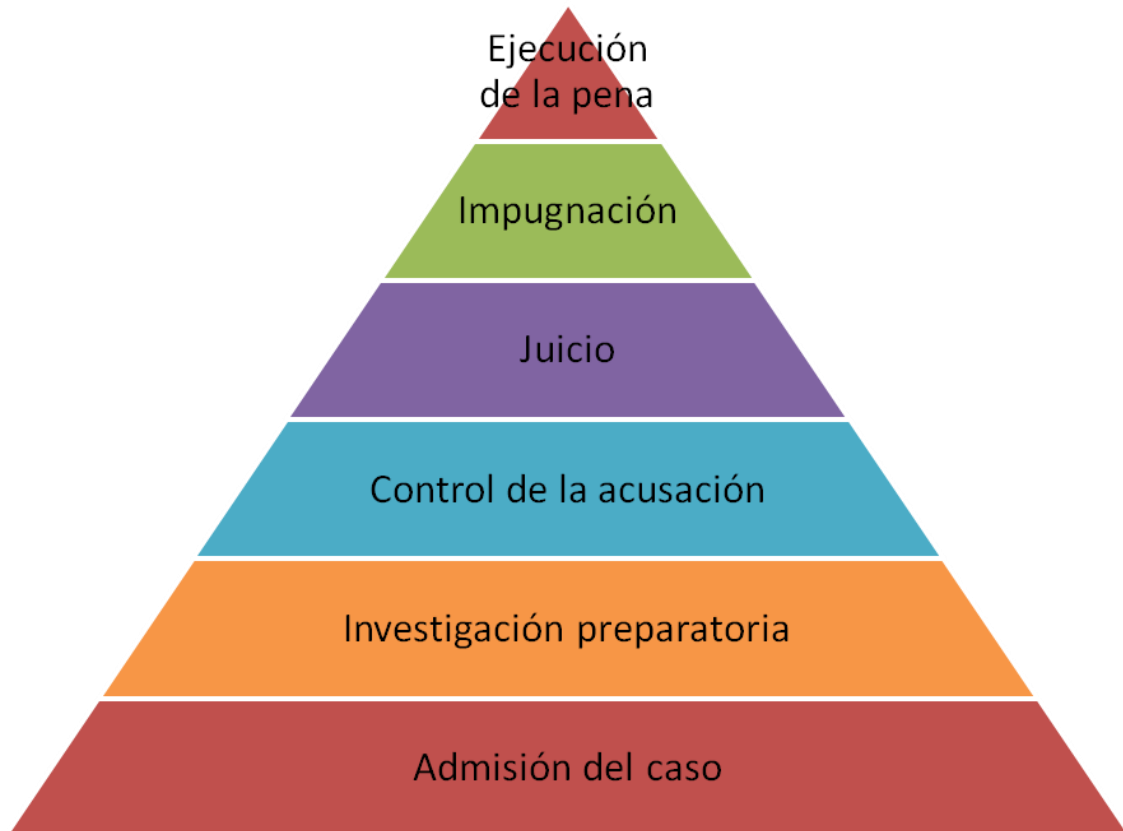 Ejecución
de la pena
Impugnación
Juicio
Control de la acusación
Investigación preparatoria
Admisión del caso